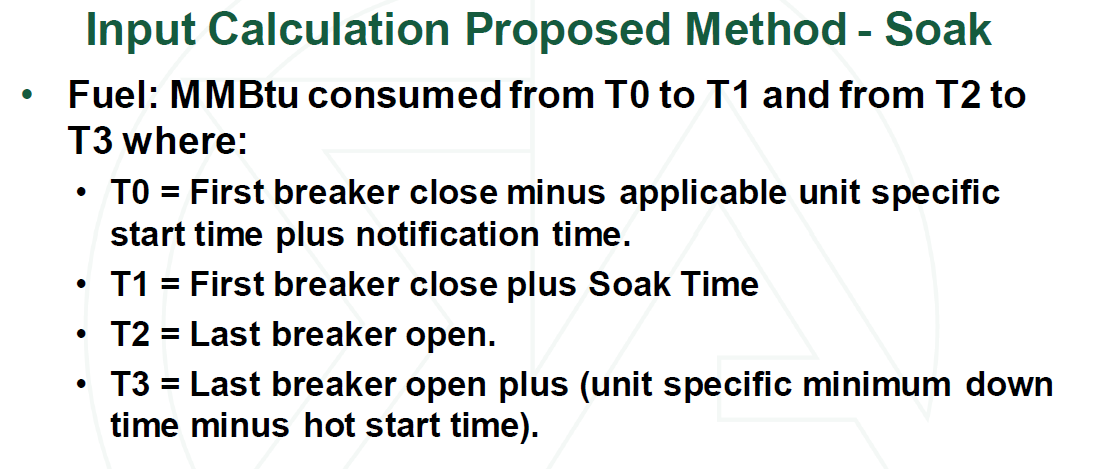 Input Calculation Proposed Method - Soak
• Fuel: MMBtu consumed from T0 to T1 and from T2 to
T3 where:
• T0 = First breaker close minus applicable unit specific
start time plus notification time.
• T1 = First breaker close plus Soak Time
• T2 = Last breaker open.
• T3 = Last breaker open plus (unit specific minimum down
time minus hot start time).